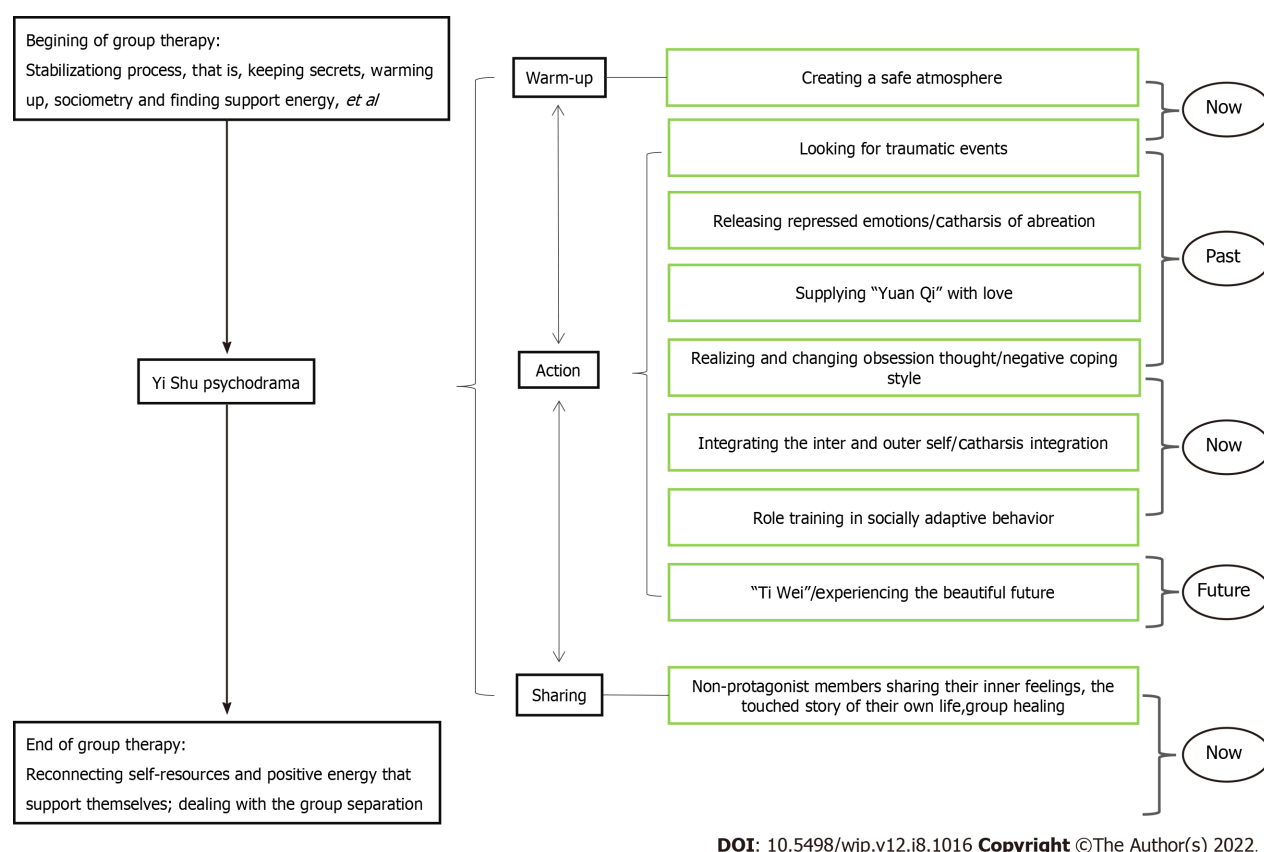 Begining of group therapy:
Stabilizationg process, that is, keeping secrets, warming
up, sociometry and finding support energy, et al
Yi Shu psychodrama
End of group therapy:
Reconnecting self-resources and positive energy that
support themselves; dealing with the group separation
Warm-up
Action
Sharing
Creating a safe atmosphere
Looking for traumatic events
Releasing repressed emotions/catharsis of abreation
Supplying “Yuan Qi” with love
Realizing and changing obsession thought/negative coping
style
Integrating the inter and outer self/catharsis integration
Role training in socially adaptive behavior
“Ti Wei”/experiencing the beautiful future
Non-protagonist members sharing their inner feelings, the
touched story of their own life,group healing
Now
Past
Now
Future
Now
DOI: 10.5498/wjp.v12.i8.1016 Copyright ©The Author(s) 2022.